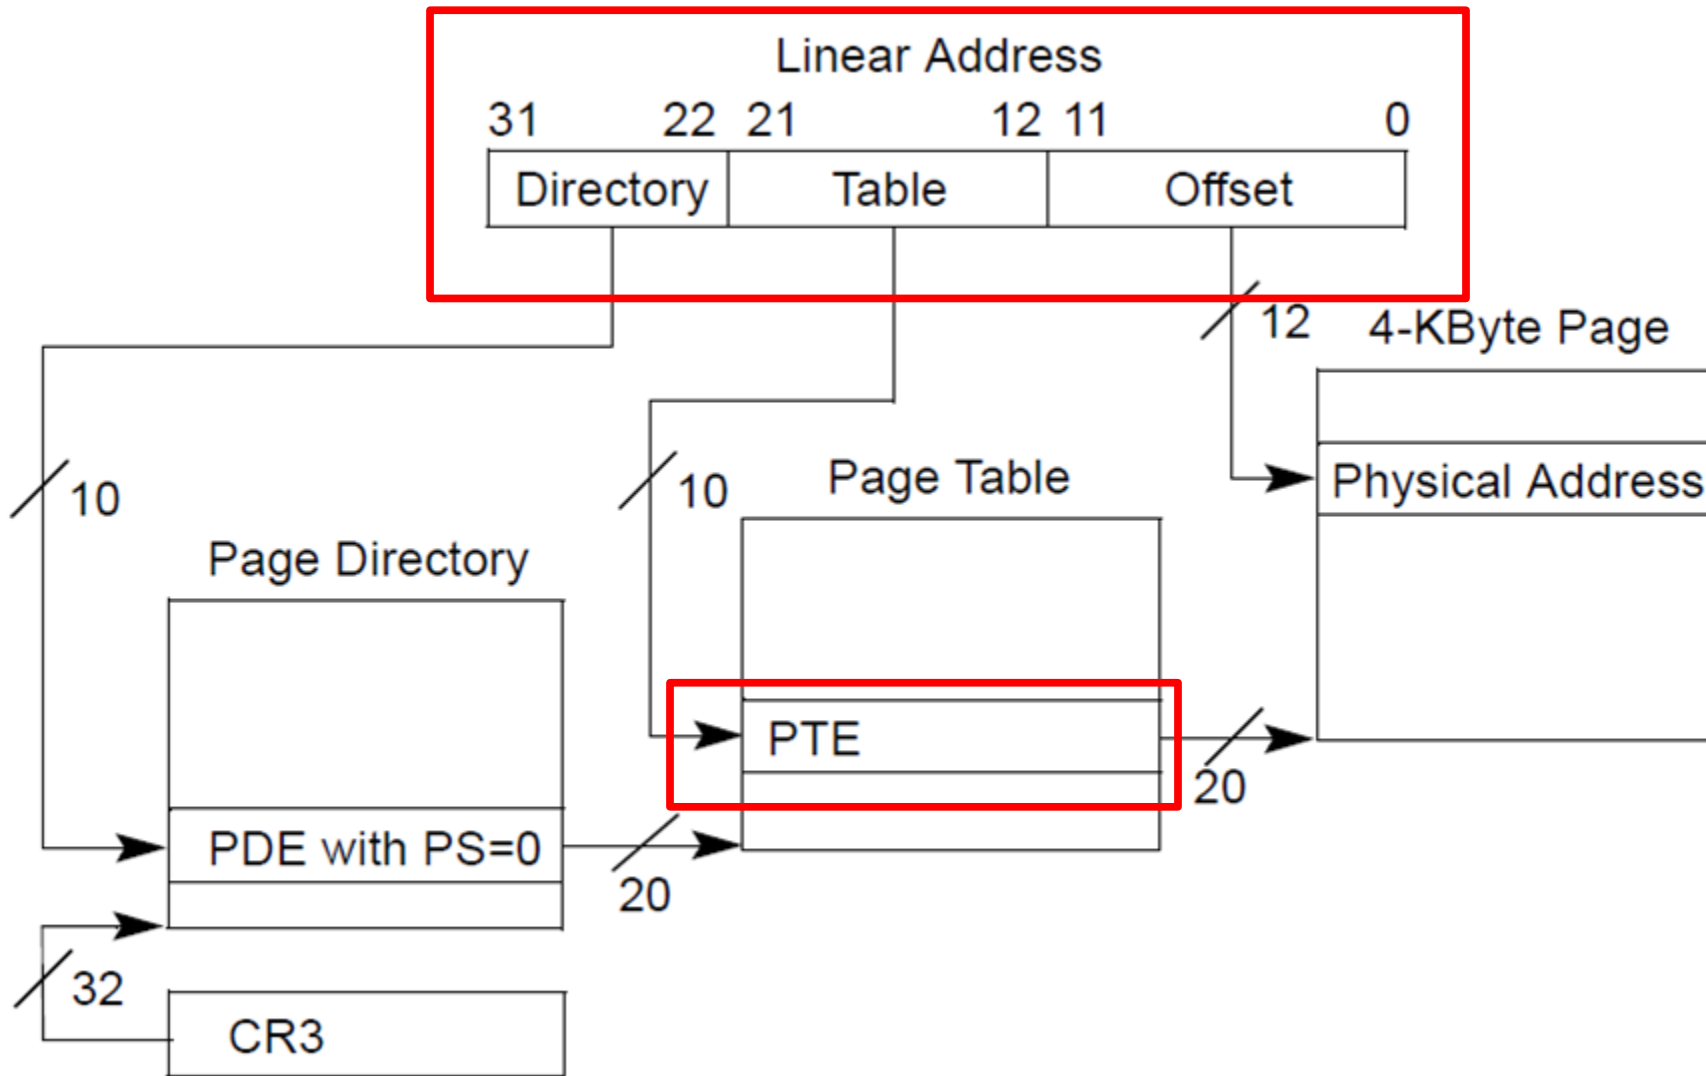 Linear Address
31 22 21 12 11 0
Directory Table Offset
12
4-KByte Page
Physical Address
10
10
Page Table
Page Directory
PTE
20
PDE with PS=0
20
32
CR3